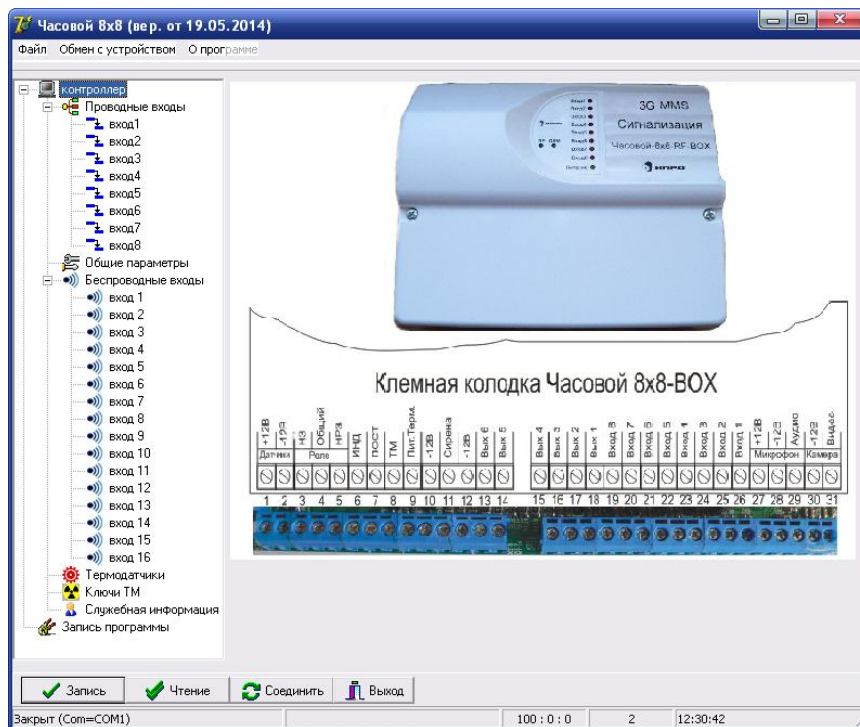 Часовой 8x8 (вер. от 19.05.2014)
Файл Обмен с устройством О программе
контроллер
Проводные входы
вход1
вход2
вход3
вход4
вход5
вход6
вход7
вход8
Общие параметры
Беспроводные входы
вход 1
вход 2
вход 3
вход 4
вход 5
вход 6
вход 7
вход 8
вход 9
вход 10
вход 11
вход 12
вход 13
вход 14
вход 15
вход 16
Термодатчики
Ключи ТМ
Служебная информация
Запись программы
3G MMS
Сигнализация
Часовой-8x8-RF-BOX
Клемная колодка Часовой 8x8-BOX
+12В -12В НЗ Общий НРЗ ИНД ПОСТ ТМ Пит.Терм. -12В Сирена -12В Вых 6 Вых 5
Вых 4 Вых 3 Вых 2 Вых 1 Вход 8 Вход 7 Вход 6 Вход 5 Вход 4 Вход 3 Вход 2 Вход 1 +12В -12В Аудио -12В Видео
Датчики Реле Микрофон Камера
1 2 3 4 5 6 7 8 9 10 11 12 13 14 15 16 17 18 19 20 21 22 23 24 25 26 27 28 29 30 31
Запись Чтение Соединить Выход
Закрыт (Com=COM1) 100 : 0 : 0 2 12:30:42